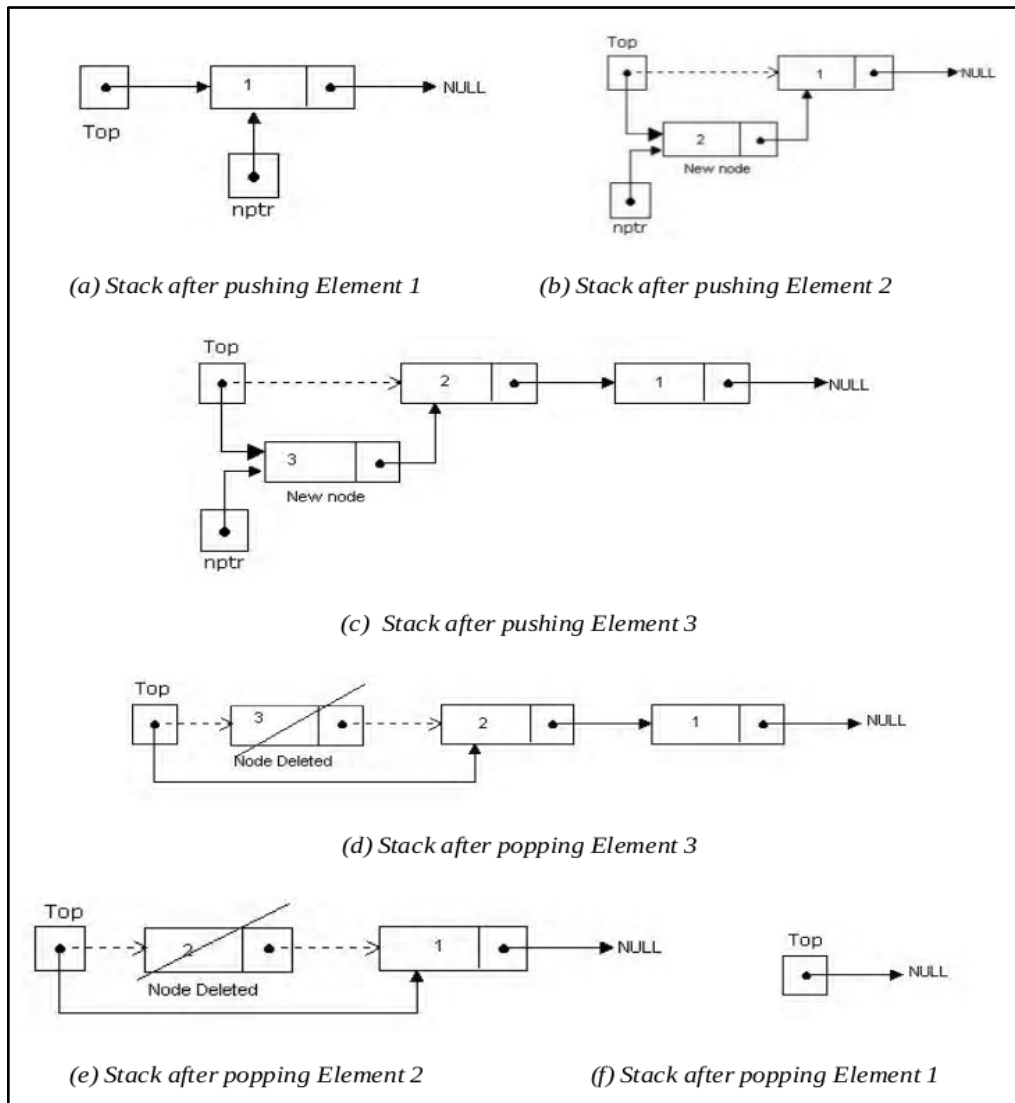 1
NULL
Top
nptr
(a) Stack after pushing Element 1
Top
1
NULL
2
New node
nptr
(b) Stack after pushing Element 2
Top
2
1
NULL
3
New node
nptr
(c) Stack after pushing Element 3
Top
3
2
1
NULL
Node Deleted
(d) Stack after popping Element 3
Top
2
1
NULL
Node Deleted
(e) Stack after popping Element 2
Top
NULL
(f) Stack after popping Element 1